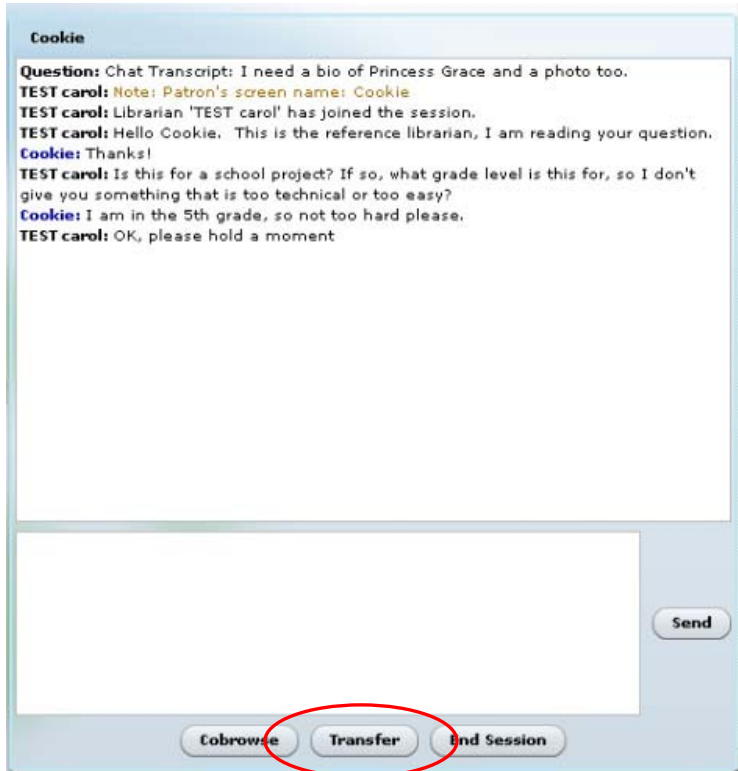 Cookie
Question: Chat Transcript: I need a bio of Princess Grace and a photo too.
TEST carol: Note: Patron's screen name: Cookie
TEST carol: Librarian 'TEST carol' has joined the session.
TEST carol: Hello Cookie.  This is the reference librarian, I am reading your question.
Cookie: Thanks!
TEST carol: Is this for a school project? If so, what grade level is this for, so I don't
give you something that is too technical or too easy?
Cookie: I am in the 5th grade, so not too hard please.
TEST carol: OK, please hold a moment
Send
Cobrowse Transfer End Session